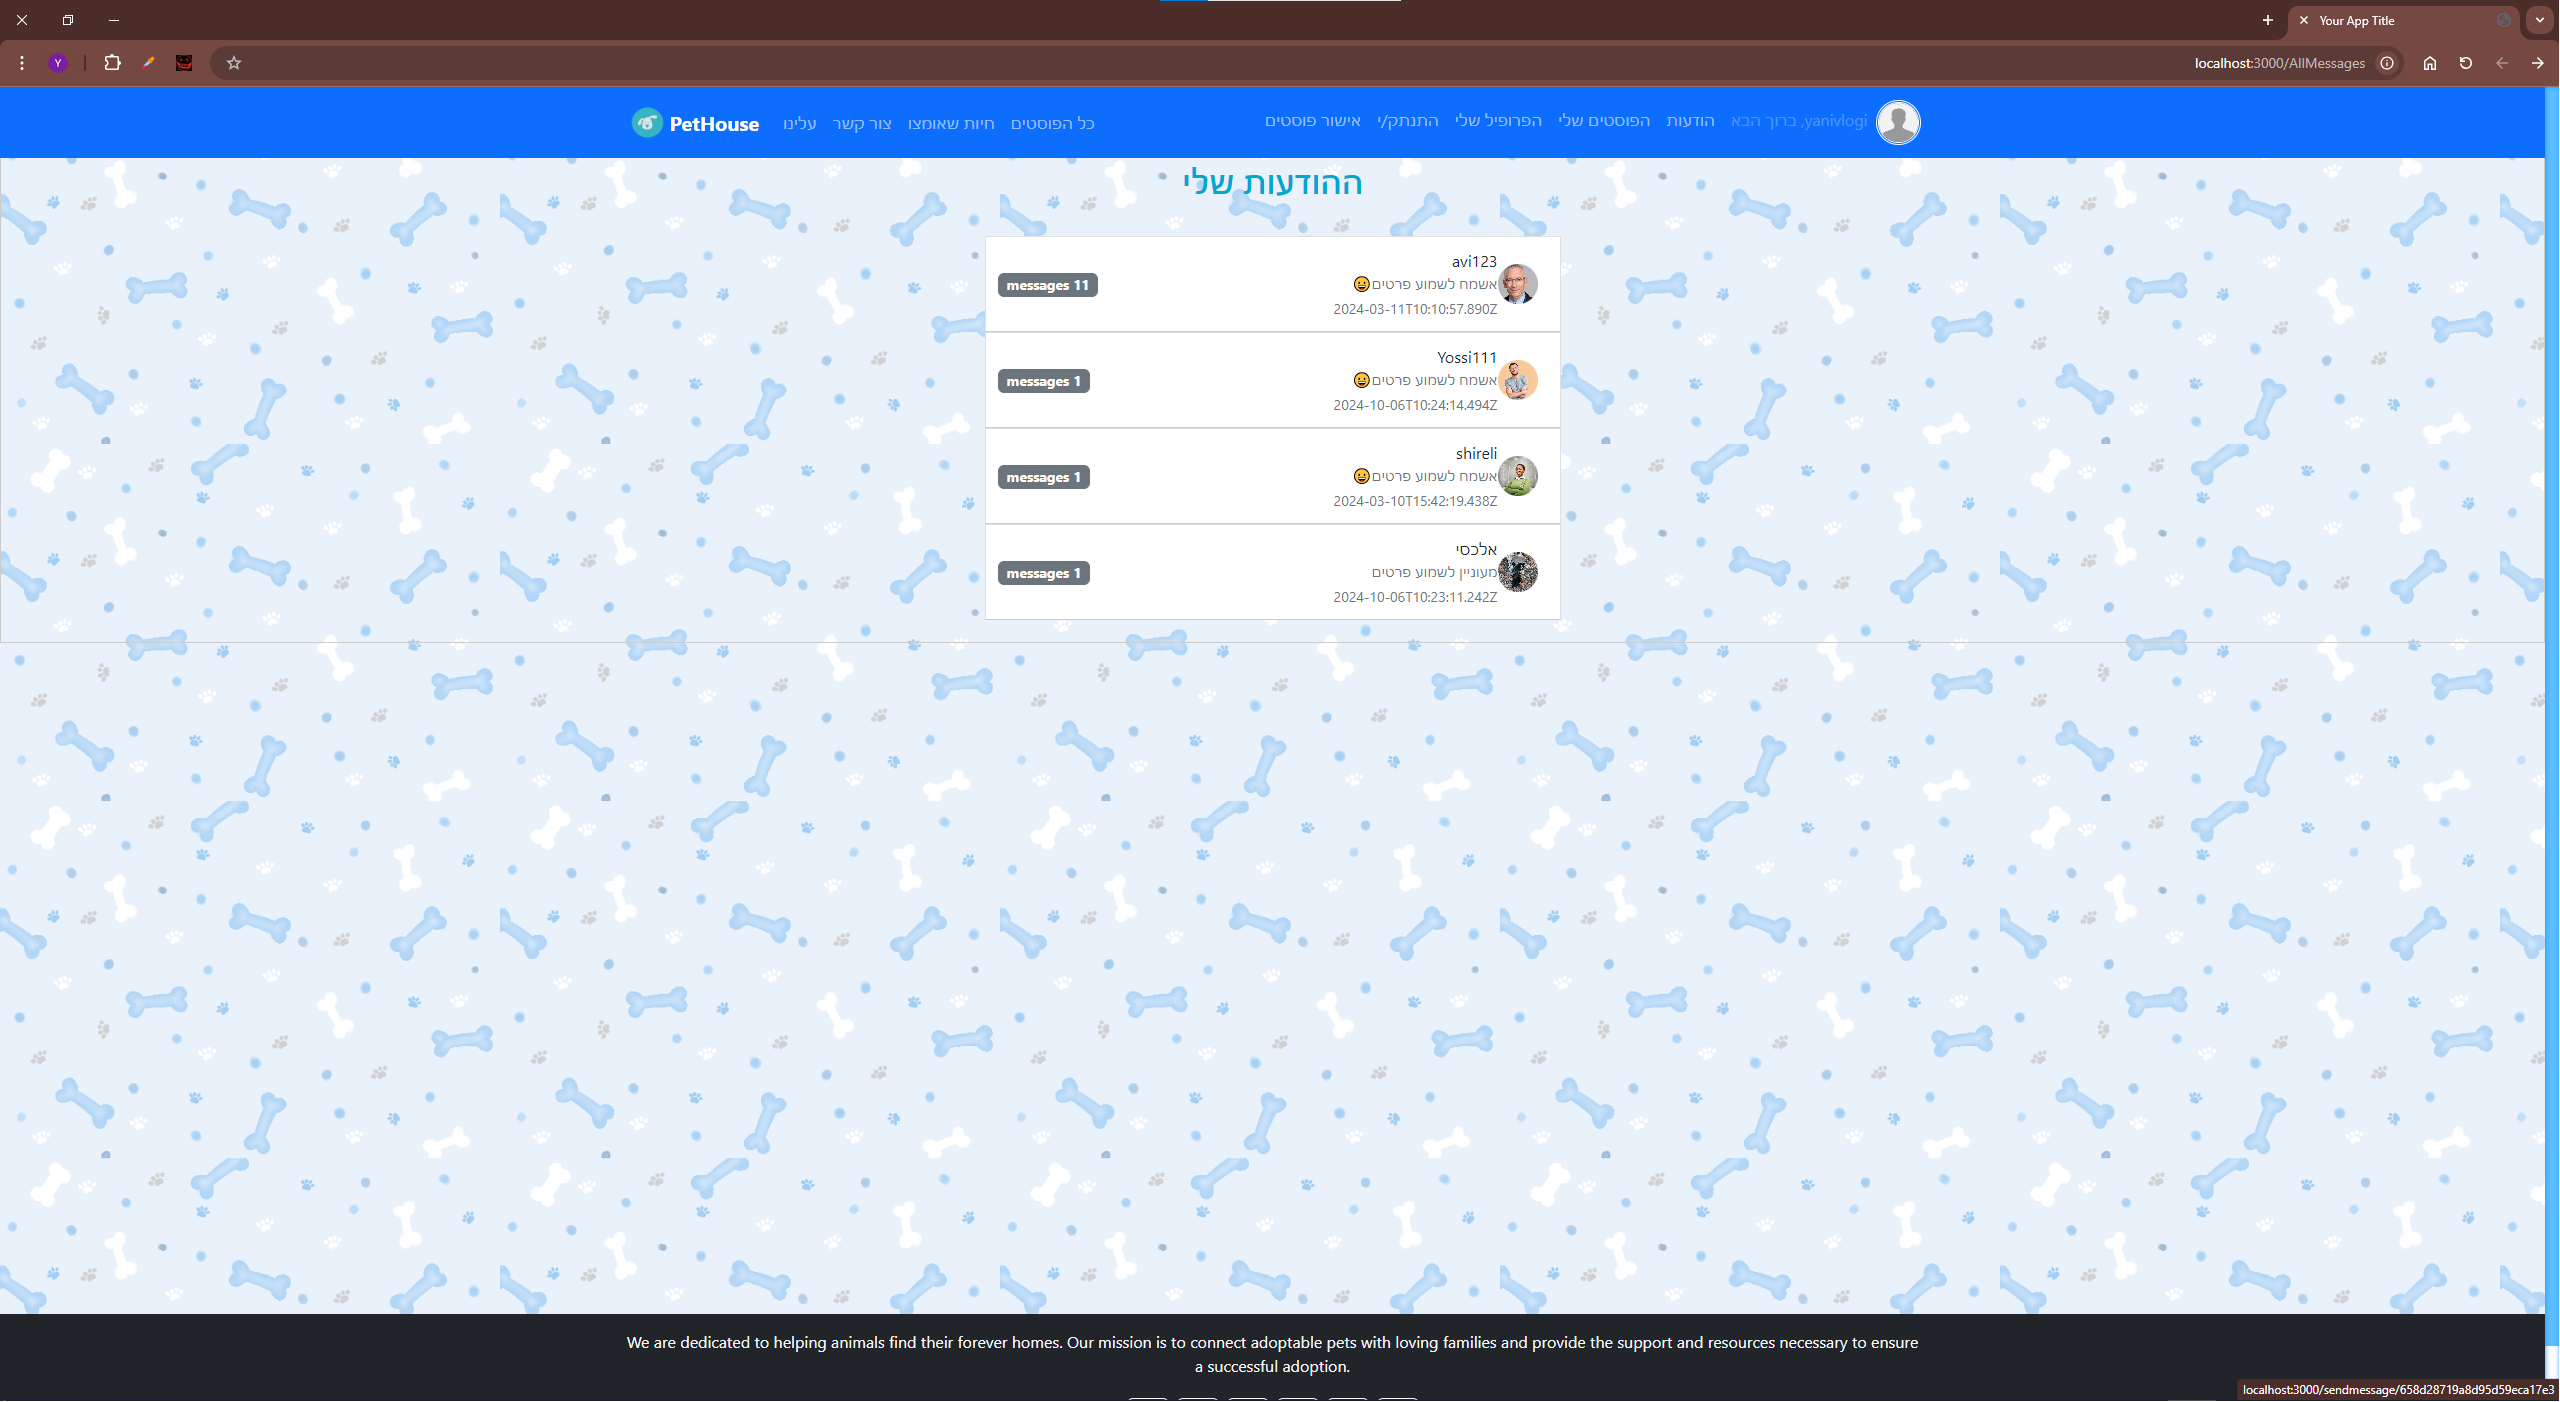 Your App Title
Y
localhost:3000/AllMessages
PetHouse
עלינו
צור קשר
חיות שאומצו
כל הפוסטים
אישור פוסטים
התנתק/י
הפרופיל שלי
הפוסטים שלי
הודעות
yanivlogi, ברוך הבא
ההודעות שלי
avi123
אשמח לשמוע פרטים😀
2024-03-11T10:10:57.890Z
messages 11
Yossi111
אשמח לשמוע פרטים😀
2024-10-06T10:24:14.494Z
messages 1
shireli
אשמח לשמוע פרטים😀
2024-03-10T15:42:19.438Z
messages 1
אלכסי
מעוניין לשמוע פרטים
2024-10-06T10:23:11.242Z
messages 1
We are dedicated to helping animals find their forever homes. Our mission is to connect adoptable pets with loving families and provide the support and resources necessary to ensure
a successful adoption.
localhost:3000/sendmessage/658d28719a8d95d59eca17e3